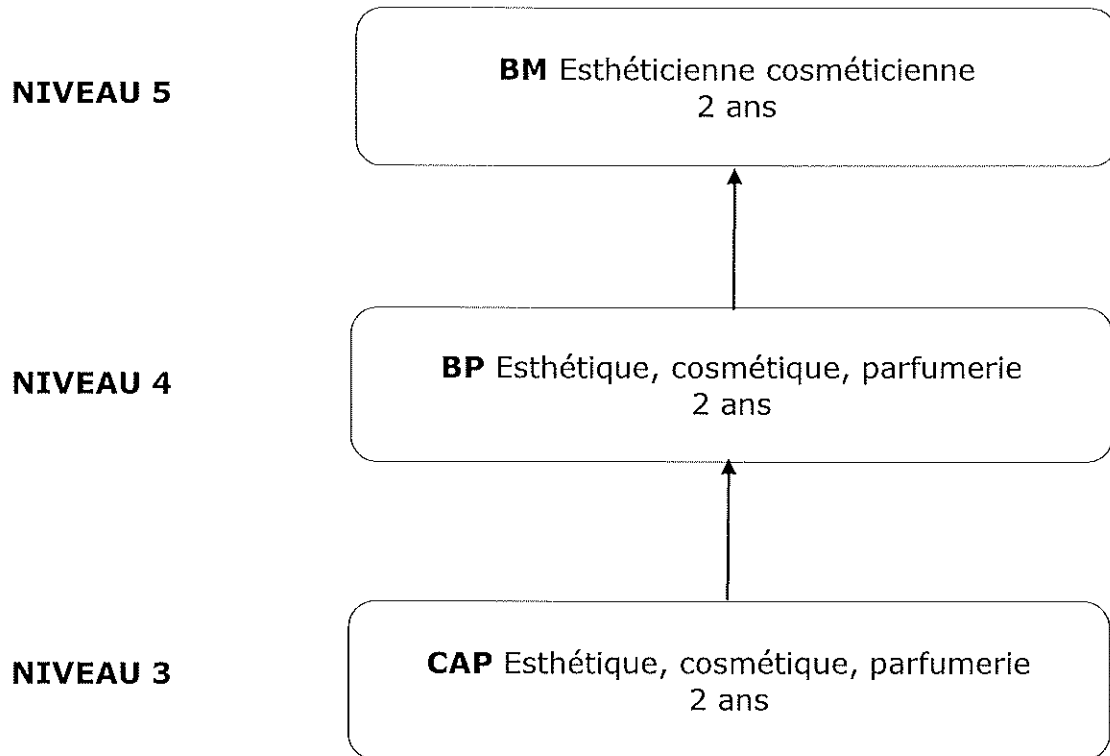 NIVEAU 5
BM Esthéticienne cosméticienne
2 ans
NIVEAU 4
BP Esthétique, cosmétique, parfumerie
2 ans
NIVEAU 3
CAP Esthétique, cosmétique, parfumerie
2 ans